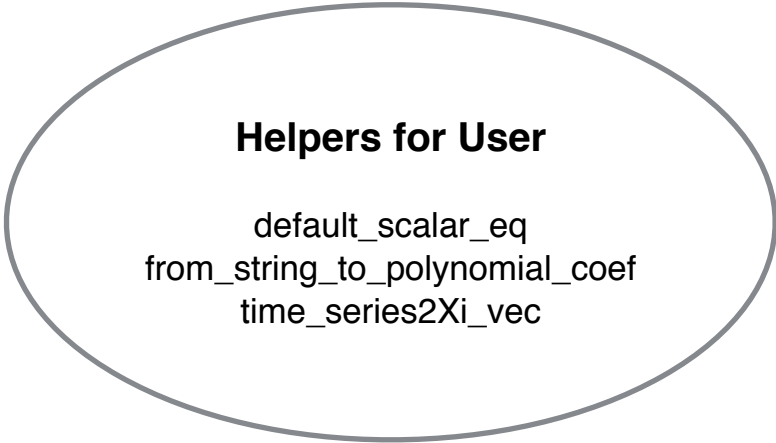 Helpers for User
default_scalar_eq
from_string_to_polynomial_coef
time_series2Xi_vec